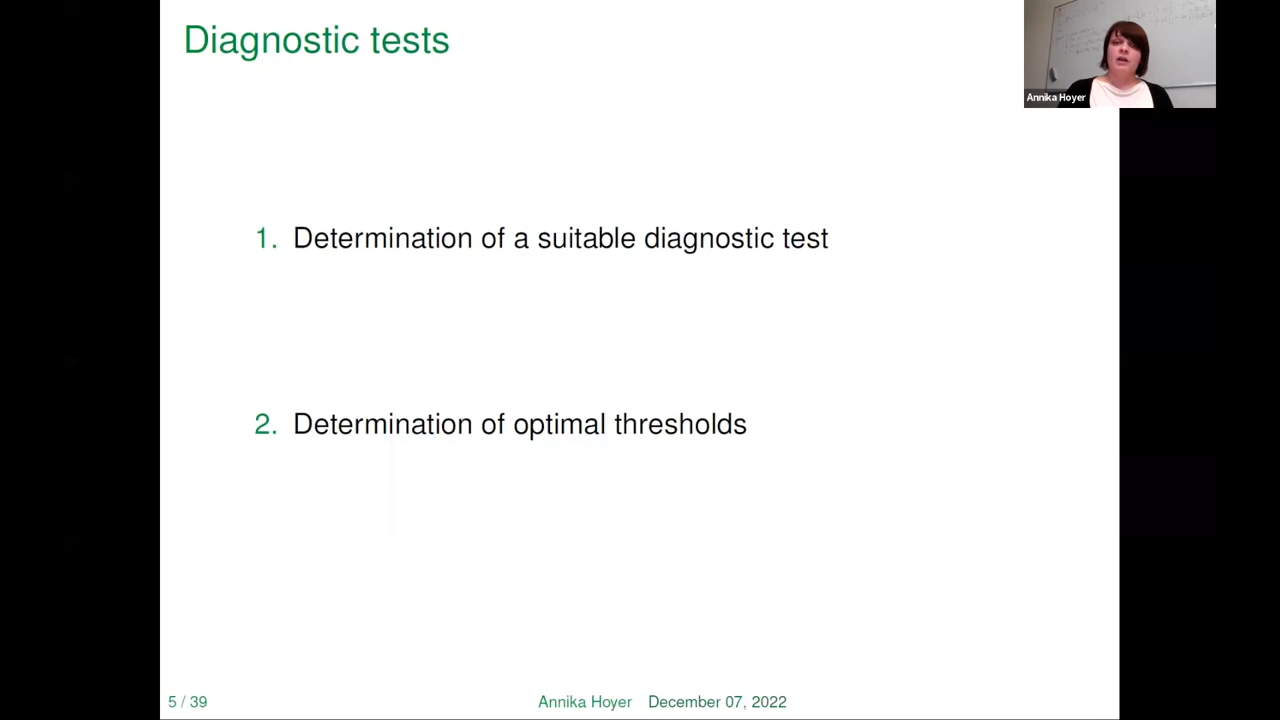 Diagnostic tests
Annika Hoyer
1. Determination of a suitable diagnostic test
2. Determination of optimal thresholds
5 / 39
Annika Hoyer December 07, 2022